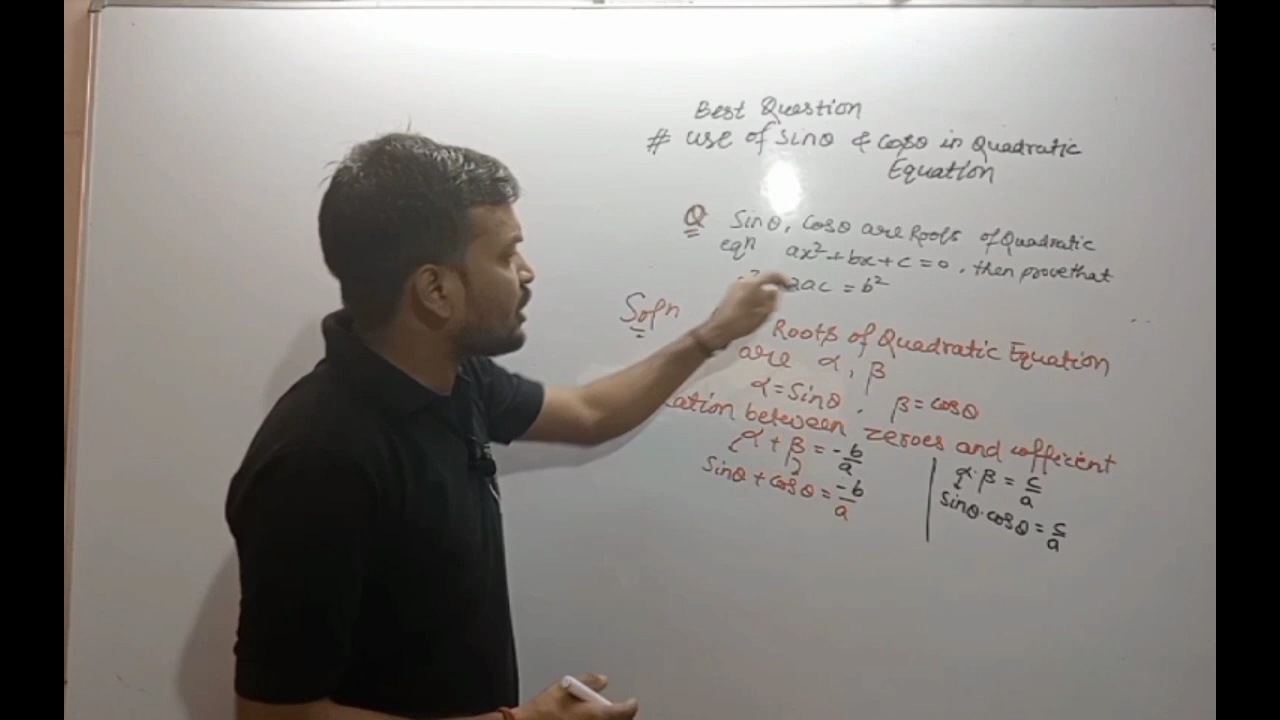 Best Question
# use of sinθ & cosθ in Quadratic
Equation
Q Sinθ, cosθ are Roots of Quadratic
eqn ax²+bx+c=0, then prove that
2ac = b²
Soln
Roots of Quadratic Equation
are α, β
α = Sinθ, β = cosθ
between zeroes and cofficient
α + β = -b/a
α·β = c/a
Sinθ + cosθ = -b/a
Sinθ·cosθ = c/a